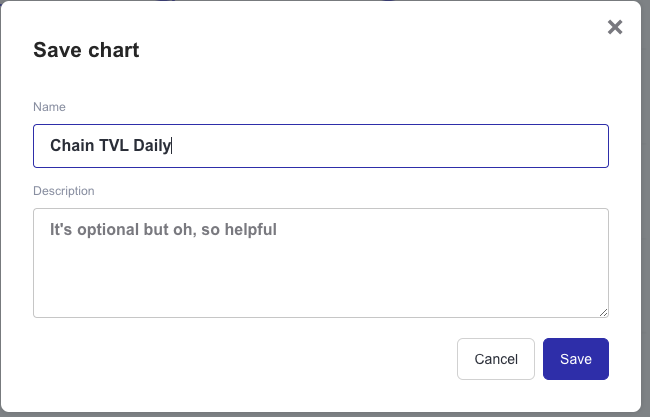 Save chart
Name
Chain TVL Daily
Description
It's optional but oh, so helpful
Cancel
Save